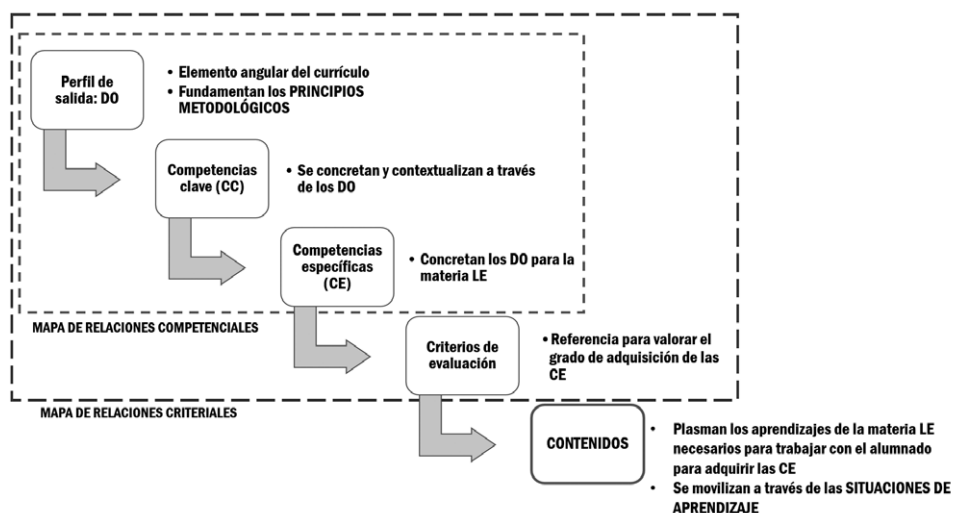 Perfil de
salida: DO
• Elemento angular del currículo
• Fundamentan los PRINCIPIOS
METODOLÓGICOS
Competencias
clave (CC)
• Se concretan y contextualizan a través
de los DO
Competencias
específicas
(CE)
• Concretan los DO para la
materia LE
MAPA DE RELACIONES COMPETENCIALES
Criterios de
evaluación
• Referencia para valorar el
grado de adquisición de las
CE
MAPA DE RELACIONES CRITERIALES
CONTENIDOS
• Plasman los aprendizajes de la materia LE
necesarios para trabajar con el alumnado
para adquirir las CE
• Se movilizan a través de las SITUACIONES DE
APRENDIZAJE